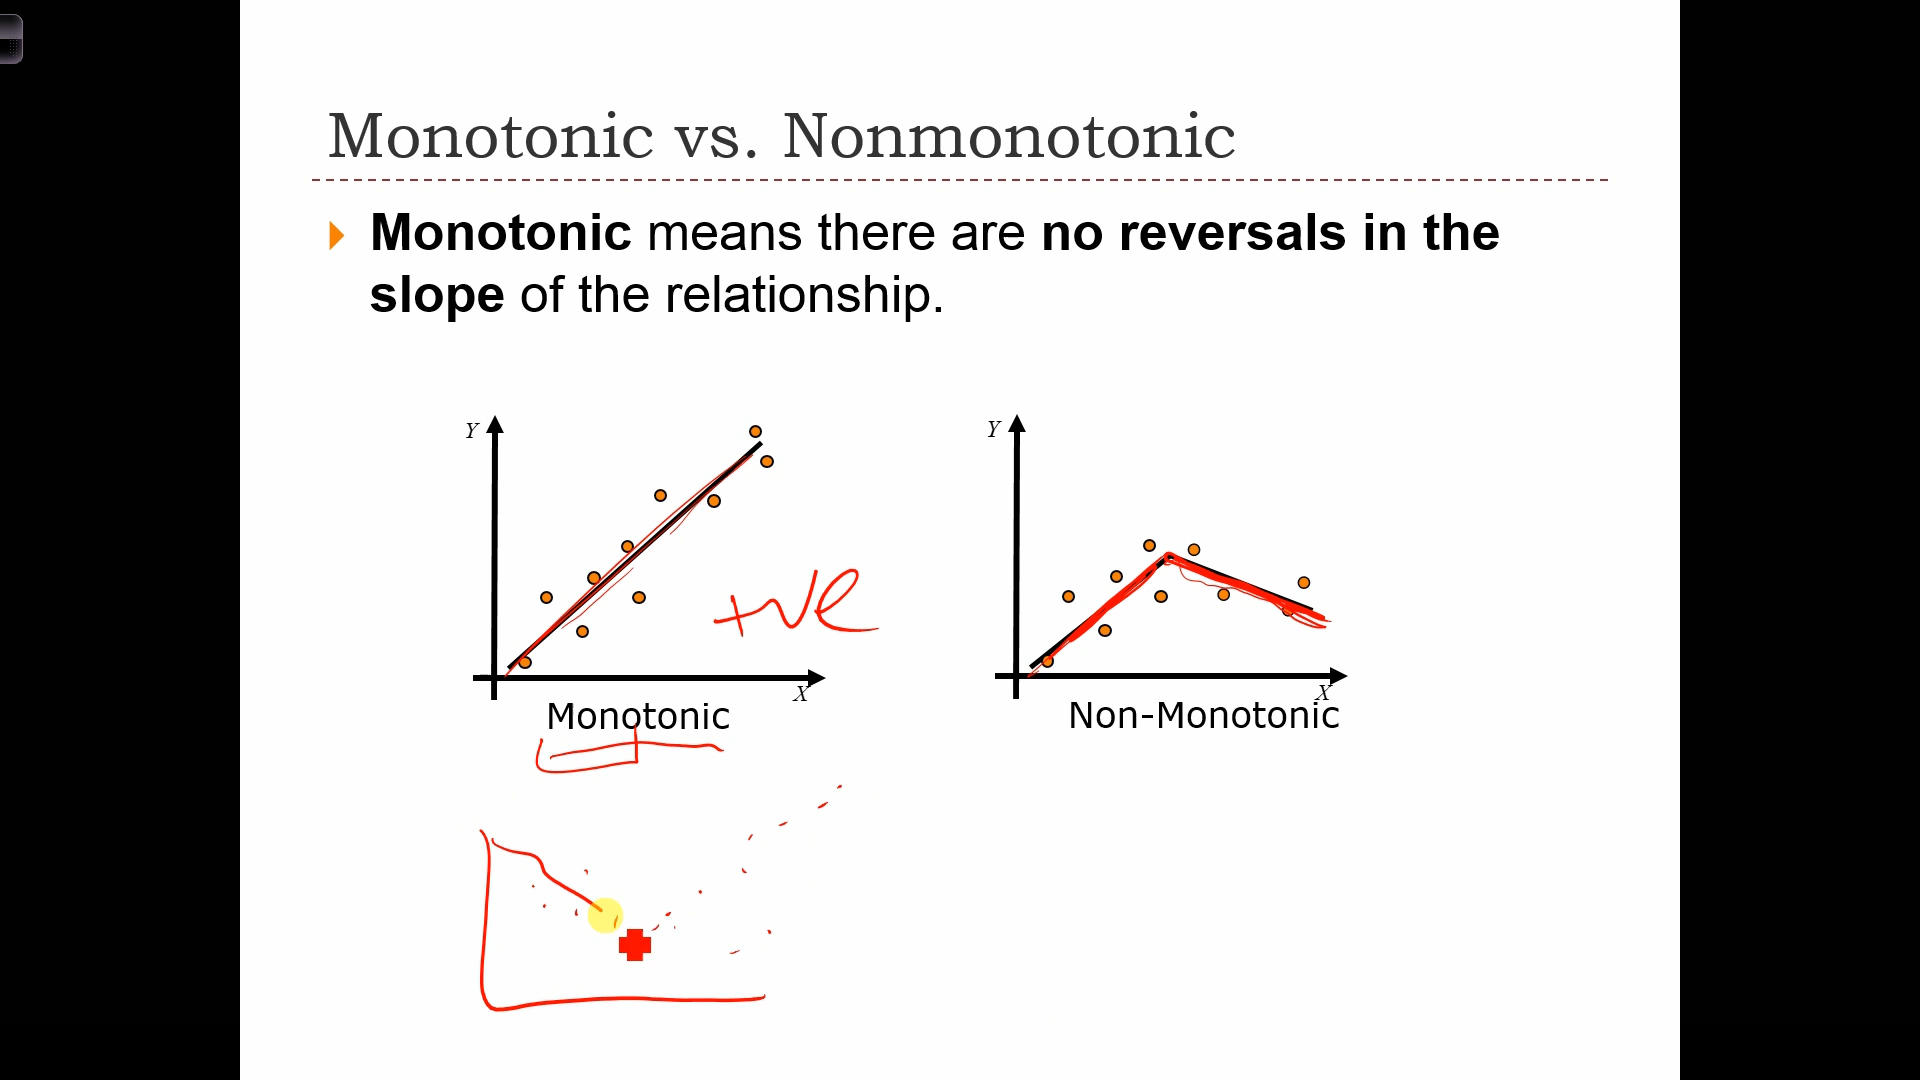 Monotonic vs. Nonmonotonic
Monotonic means there are no reversals in the
slope of the relationship.
Y
X
Monotonic
+ve
Y
X
Non-Monotonic